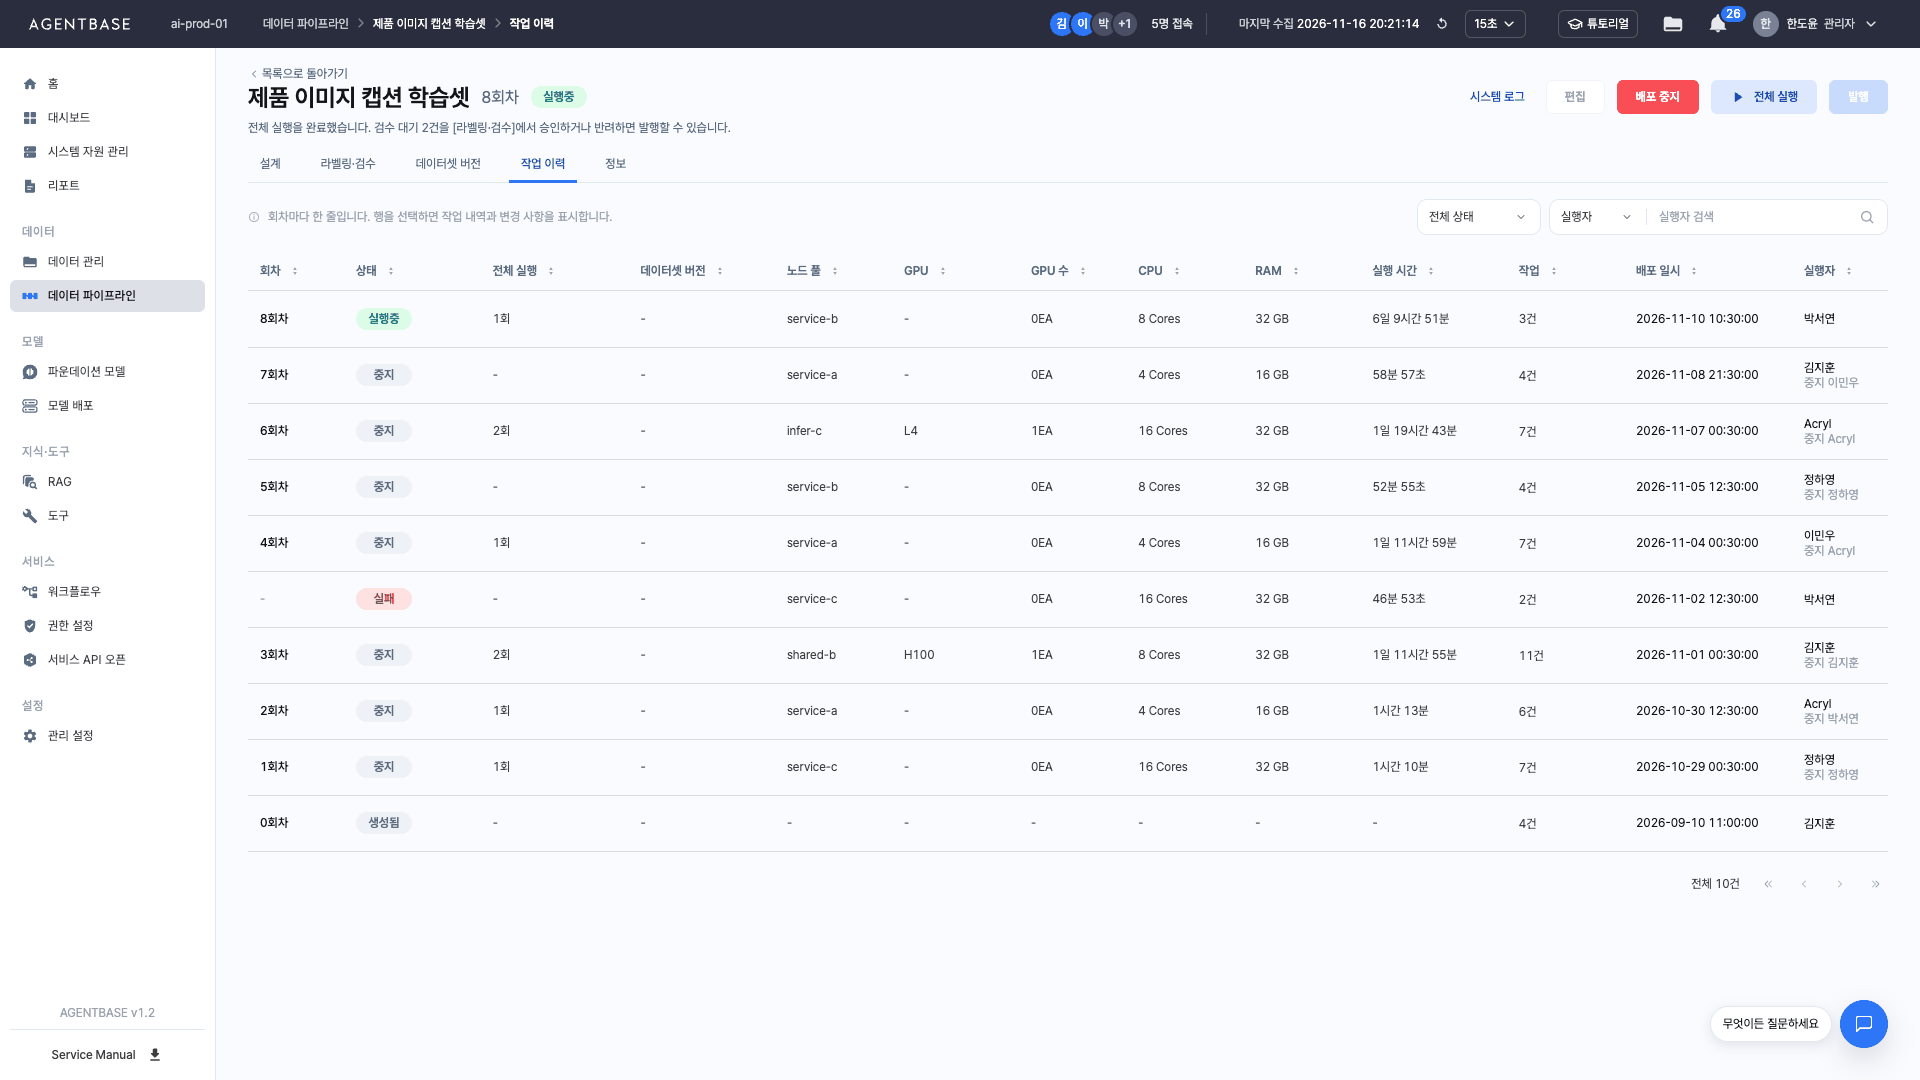 AGENTBASE
ai-prod-01
데이터 파이프라인 > 제품 이미지 캡션 학습셋 > 작업 이력
김 이 박 +1 5명 접속
마지막 수집 2026-11-16 20:21:14
15초
튜토리얼
26
한 한도윤 관리자
홈
대시보드
시스템 자원 관리
리포트
데이터
데이터 관리
데이터 파이프라인
모델
파운데이션 모델
모델 배포
지식·도구
RAG
도구
서비스
워크플로우
권한 설정
서비스 API 오픈
설정
관리 설정
AGENTBASE v1.2
Service Manual
목록으로 돌아가기
제품 이미지 캡션 학습셋 8회차 실행중
전체 실행을 완료했습니다. 검수 대기 2건을 [라벨링·검수]에서 승인하거나 반려하면 발행할 수 있습니다.
시스템 로그 편집 배포 중지 전체 실행 발행
설계 라벨링·검수 데이터셋 버전 작업 이력 정보
회차마다 한 줄입니다. 행을 선택하면 작업 내역과 변경 사항을 표시합니다.
전체 상태 실행자 실행자 검색
회차 상태 전체 실행 데이터셋 버전 노드 풀 GPU GPU 수 CPU RAM 실행 시간 작업 배포 일시 실행자
8회차 실행중 1회 - service-b - 0EA 8 Cores 32 GB 6일 9시간 51분 3건 2026-11-10 10:30:00 박서연
7회차 중지 - - service-a - 0EA 4 Cores 16 GB 58분 57초 4건 2026-11-08 21:30:00 김지훈
중지 이민우
6회차 중지 2회 - infer-c L4 1EA 16 Cores 32 GB 1일 19시간 43분 7건 2026-11-07 00:30:00 Acryl
중지 Acryl
5회차 중지 - - service-b - 0EA 8 Cores 32 GB 52분 55초 4건 2026-11-05 12:30:00 정하영
중지 정하영
4회차 중지 1회 - service-a - 0EA 4 Cores 16 GB 1일 11시간 59분 7건 2026-11-04 00:30:00 이민우
중지 Acryl
- 실패 - - service-c - 0EA 16 Cores 32 GB 46분 53초 2건 2026-11-02 12:30:00 박서연
3회차 중지 2회 - shared-b H100 1EA 8 Cores 32 GB 1일 11시간 55분 11건 2026-11-01 00:30:00 김지훈
중지 김지훈
2회차 중지 1회 - service-a - 0EA 4 Cores 16 GB 1시간 13분 6건 2026-10-30 12:30:00 Acryl
중지 박서연
1회차 중지 1회 - service-c - 0EA 16 Cores 32 GB 1시간 10분 7건 2026-10-29 00:30:00 정하영
중지 정하영
0회차 생성됨 - - - - - - - - 4건 2026-09-10 11:00:00 김지훈
전체 10건
무엇이든 질문하세요